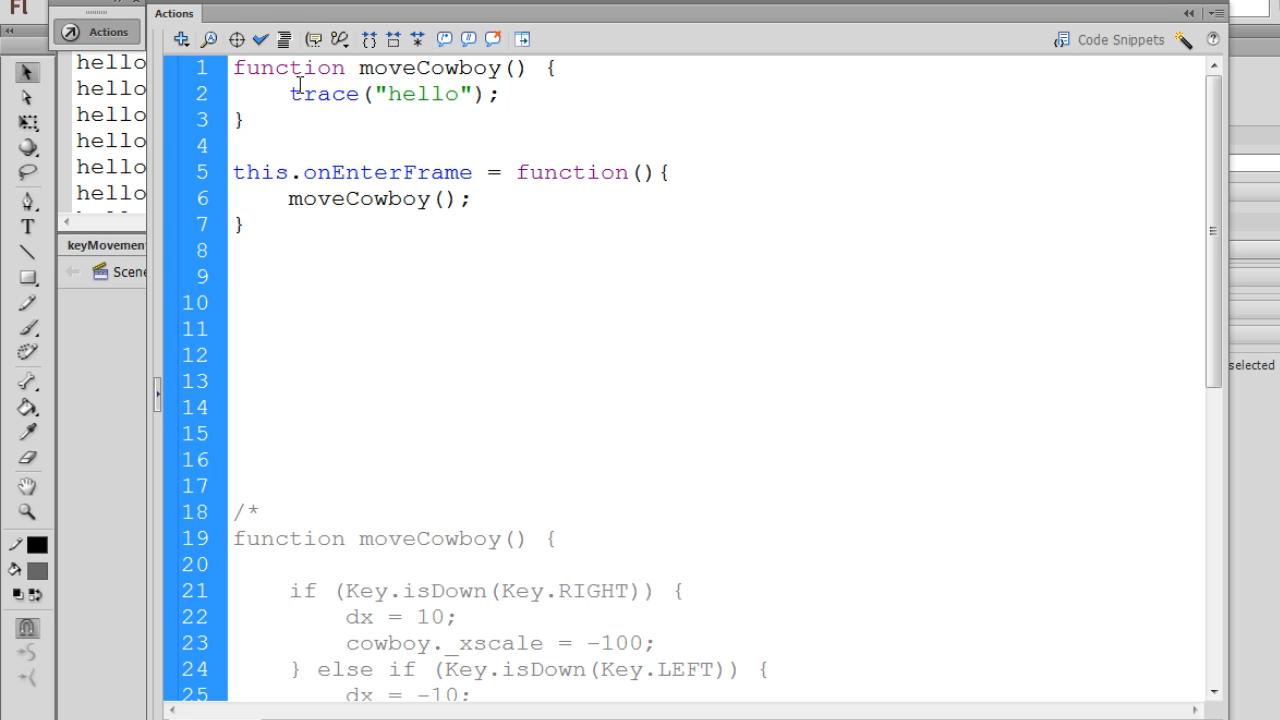 Fl
Actions
Actions
Code Snippets
hello
hello
hello
hello
hello
hello
keyMovemen
Scene
T
selected
1 function moveCowboy() {
2 trace("hello");
3 }
4
5 this.onEnterFrame = function(){
6 moveCowboy();
7 }
8
9
10
11
12
13
14
15
16
17
18 /*
19 function moveCowboy() {
20
21 if (Key.isDown(Key.RIGHT)) {
22 dx = 10;
23 cowboy._xscale = -100;
24 } else if (Key.isDown(Key.LEFT)) {
25 dx = -10;